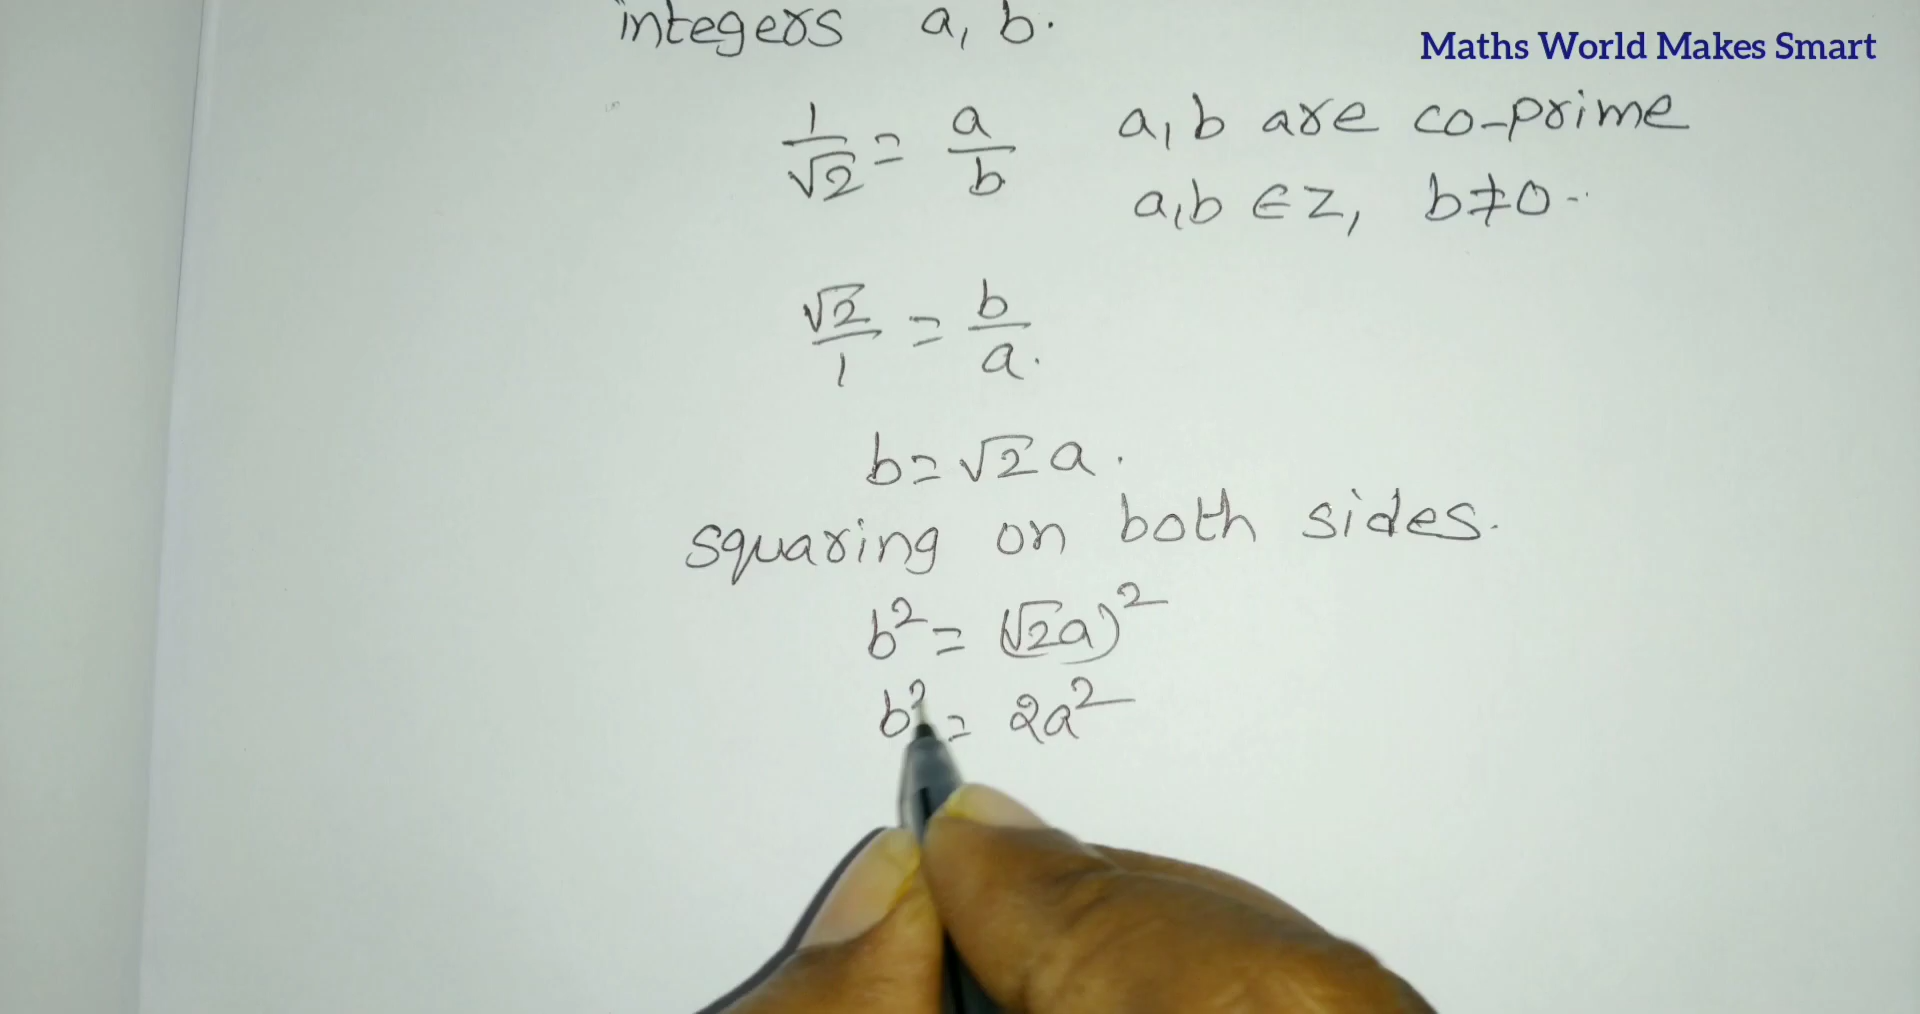 integers a, b.
Maths World Makes Smart
1/√2 = a/b a, b are co-prime
a, b ∈ Z, b ≠ 0.
√2/1 = b/a.
b = √2 a.
squaring on both sides.
b² = (√2a)²
b² = 2a²